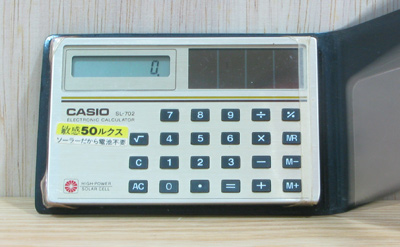 0.
CASIO SL-702
ELECTRONIC CALCULATOR
敏感50ルクス
ソーラーだから電池不要
7 8 9 ÷ %
√ 4 5 6 × MR
C 1 2 3 − M−
AC 0 • = + M+
HIGH POWER
SOLAR CELL